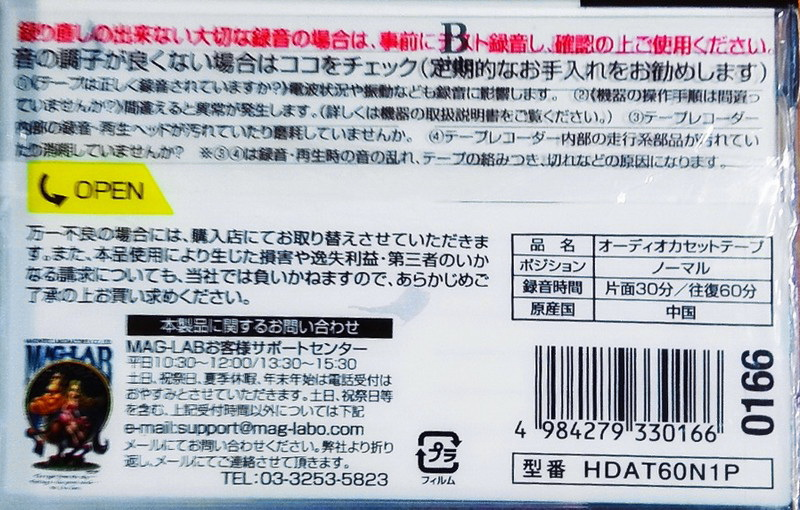 録り直しの出来ない大切な録音の場合は、事前にテスト録音し、確認の上ご使用ください。
B
音の調子が良くない場合はココをチェック(定期的なお手入れをお勧めします)
①《テープは正しく録音されていますか?》電波状況や振動なども録音に影響します。 ②《機器の操作手順は間違っ
ていませんか?》間違えると異常が発生します。(詳しくは機器の取扱説明書をご覧ください。) ③テープレコーダー
内部の録音・再生ヘッドが汚れていたり磨耗していませんか。 ④テープレコーダー内部の走行系部品が汚れてい
たり消耗していませんか? ※③④は録音・再生時の音の乱れ、テープの絡みつき、切れなどの原因になります。
OPEN
万一不良の場合には、購入店にてお取り替えさせていただきま
す。また、本品使用により生じた損害や逸失利益・第三者のいか
なる請求についても、当社では負いかねますので、あらかじめご
了承の上お買い求めください。
品 名 オーディオカセットテープ
ポジション ノーマル
録音時間 片面30分/往復60分
原産国 中国
本製品に関するお問い合わせ
MAG-LAB
MAG-LABお客様サポートセンター
平日10:30~12:00/13:30~15:30
土日、祝祭日、夏季休暇、年末年始は電話受付は
おやすみとさせていただきます。土日、祝祭日等
を含む、上記受付時間以外については下記
e-mail:support@mag-labo.com
メールにてお問い合わせください。弊社より折り
返し、メールにてご連絡させて頂きます。
TEL:03-3253-5823
プラ
フィルム
4 984279 330166
0166
型番 HDAT60N1P